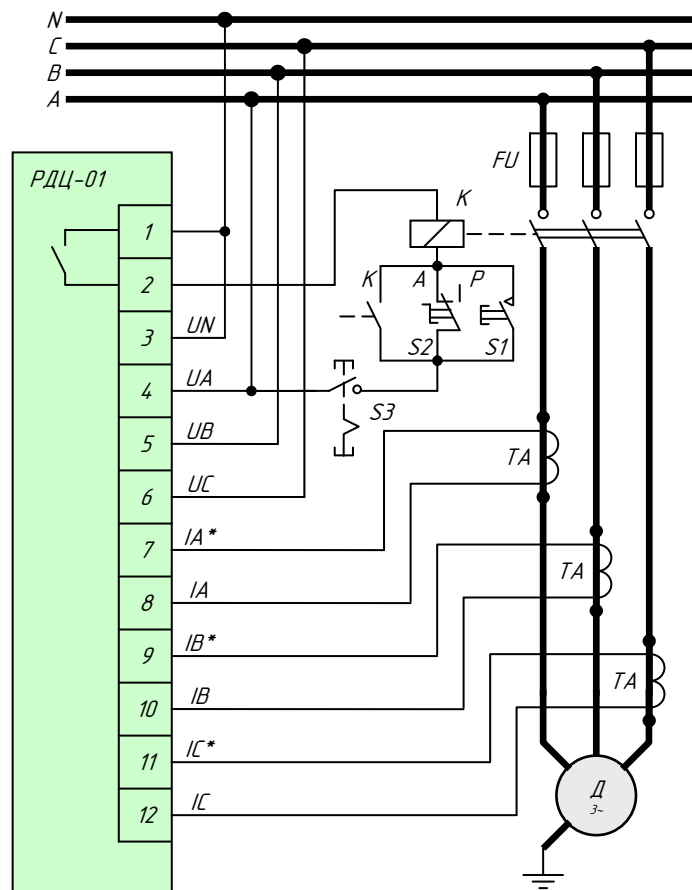 N
C
B
A
FU
РДЦ-01
K
1
2
K A P
3 UN
S2 S1
4 UA
S3
5 UB
6 UC
TA
7 IA*
8 IA
TA
9 IB*
10 IB
TA
11 IC*
12 IC
Д
3~